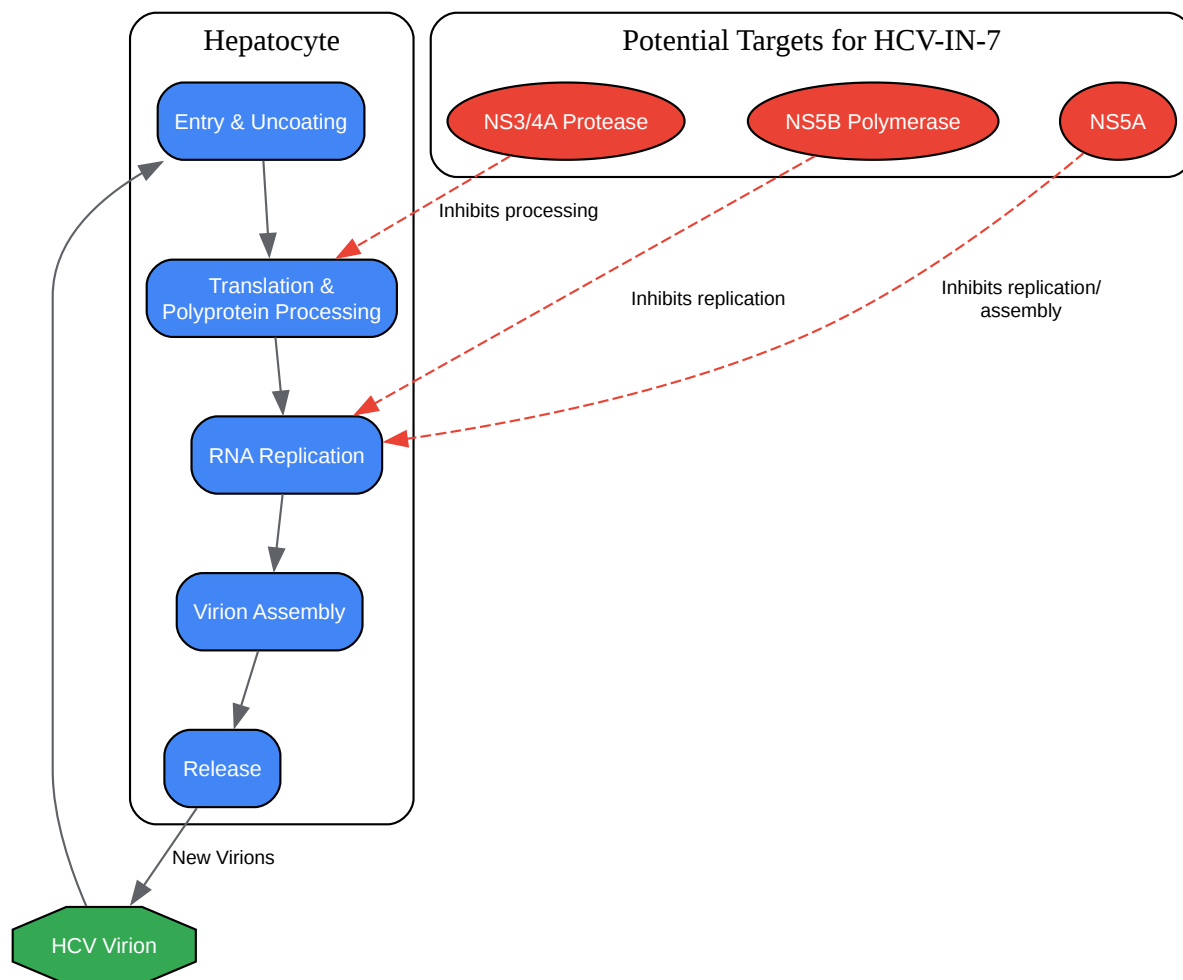 Hepatocyte
Potential Targets for HCV-IN-7
Entry & Uncoating
NS3/4A Protease
NS5B Polymerase
NS5A
Inhibits processing
Translation &
Polyprotein Processing
Inhibits replication
Inhibits replication/
assembly
RNA Replication
Virion Assembly
Release
New Virions
HCV Virion